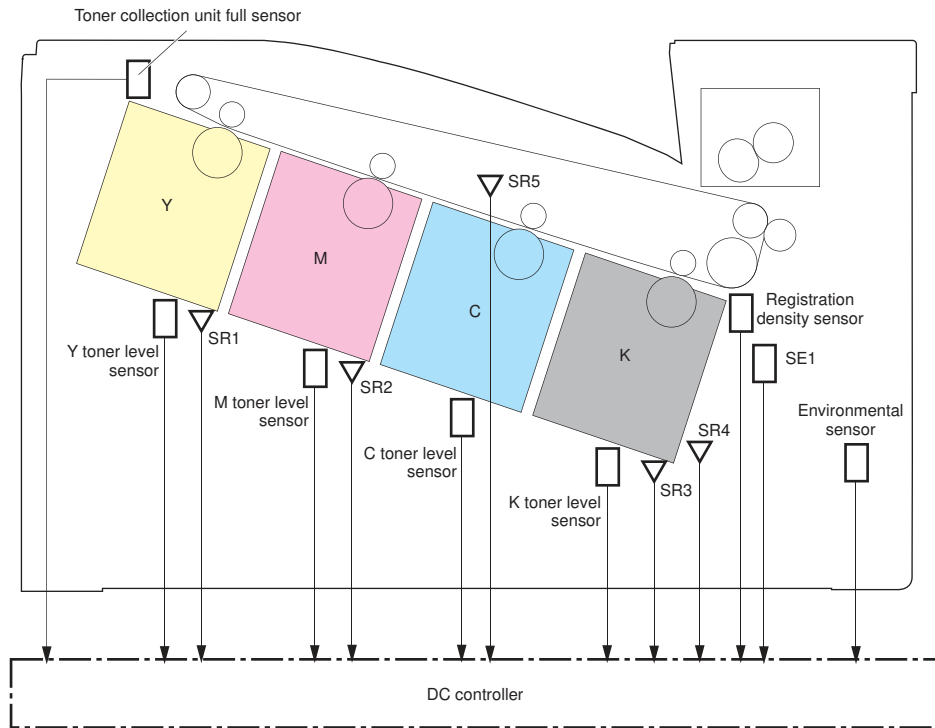 Toner collection unit full sensor
Y
M
C
K
SR5
SR1
Y toner level
sensor
SR2
M toner level
sensor
C toner level
sensor
K toner level
sensor
SR3
SR4
Registration
density sensor
SE1
Environmental
sensor
DC controller